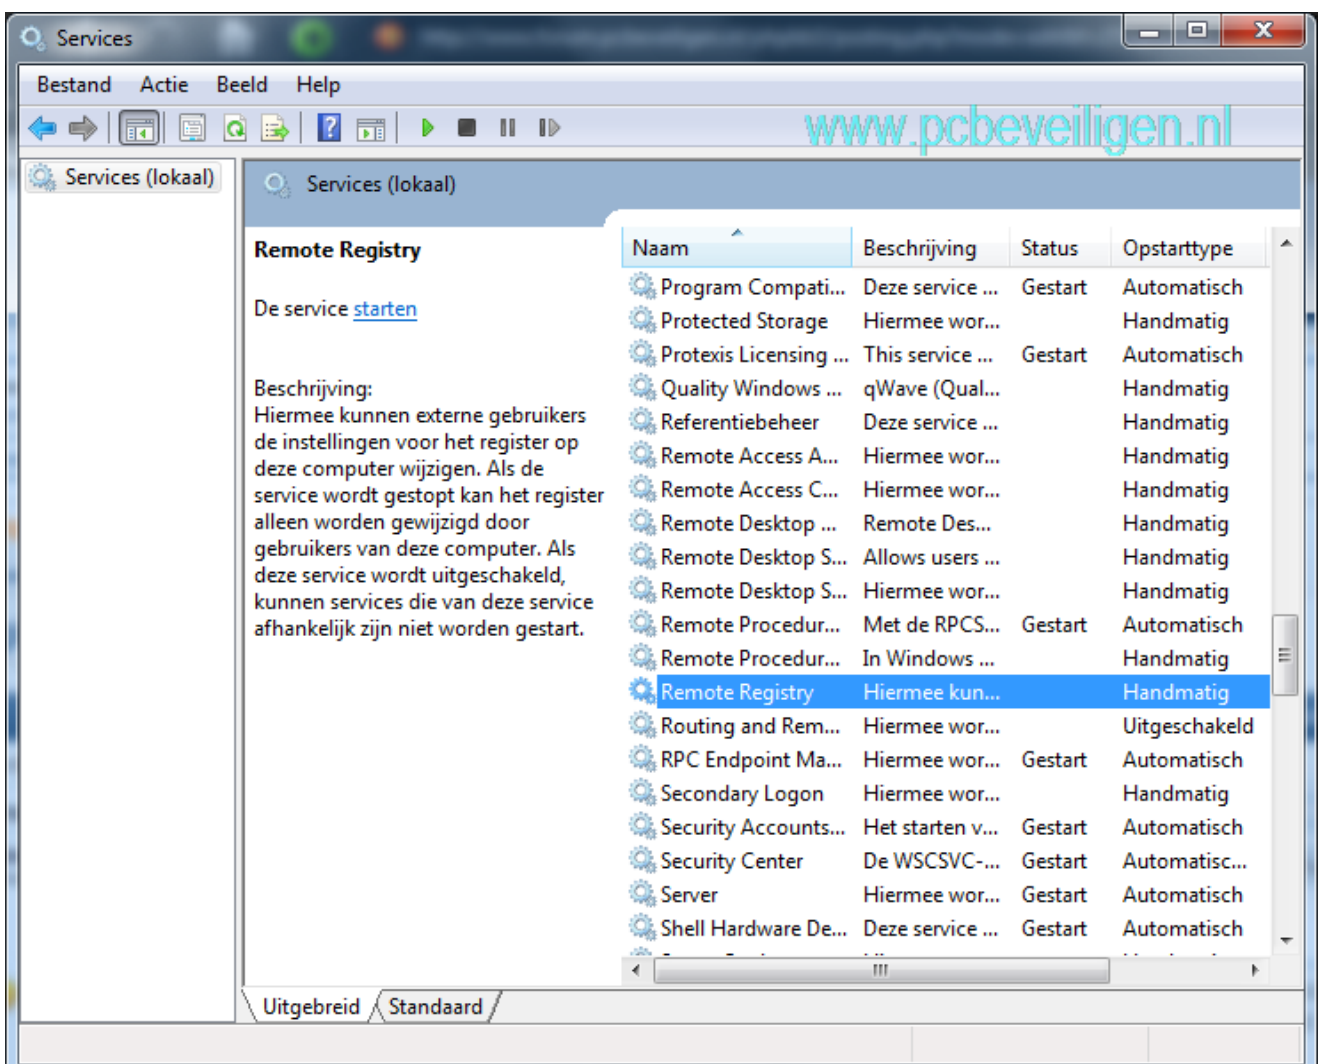 Services
Bestand Actie Beeld Help
www.pcbeveiligen.nl
Services (lokaal)
Services (lokaal)
Remote Registry
De service starten
Beschrijving:
Hiermee kunnen externe gebruikers
de instellingen voor het register op
deze computer wijzigen. Als de
service wordt gestopt kan het register
alleen worden gewijzigd door
gebruikers van deze computer. Als
deze service wordt uitgeschakeld,
kunnen services die van deze service
afhankelijk zijn niet worden gestart.
Naam Beschrijving Status Opstarttype
Program Compati... Deze service ... Gestart Automatisch
Protected Storage Hiermee wor... Handmatig
Protexis Licensing ... This service ... Gestart Automatisch
Quality Windows ... qWave (Qual... Handmatig
Referentiebeheer Deze service ... Handmatig
Remote Access A... Hiermee wor... Handmatig
Remote Access C... Hiermee wor... Handmatig
Remote Desktop ... Remote Des... Handmatig
Remote Desktop S... Allows users ... Handmatig
Remote Desktop S... Hiermee wor... Handmatig
Remote Procedur... Met de RPCS... Gestart Automatisch
Remote Procedur... In Windows ... Handmatig
Remote Registry Hiermee kun... Handmatig
Routing and Rem... Hiermee wor... Uitgeschakeld
RPC Endpoint Ma... Hiermee wor... Gestart Automatisch
Secondary Logon Hiermee wor... Handmatig
Security Accounts... Het starten v... Gestart Automatisch
Security Center De WSCSVC-... Gestart Automatisc...
Server Hiermee wor... Gestart Automatisch
Shell Hardware De... Deze service ... Gestart Automatisch
Uitgebreid Standaard